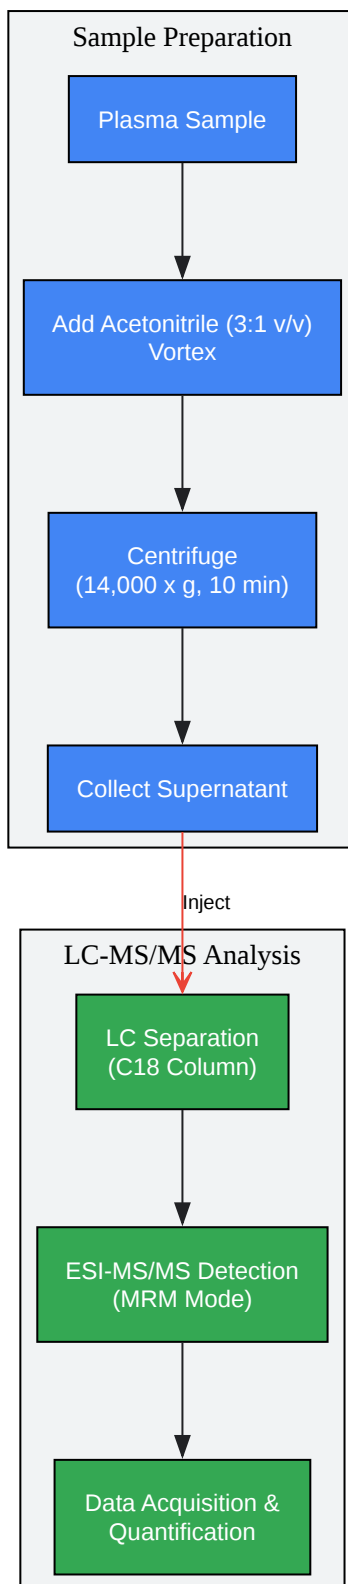 Sample Preparation
Plasma Sample
Add Acetonitrile (3:1 v/v)
Vortex
Centrifuge
(14,000 x g, 10 min)
Collect Supernatant
Inject
LC-MS/MS Analysis
LC Separation
(C18 Column)
ESI-MS/MS Detection
(MRM Mode)
Data Acquisition &
Quantification